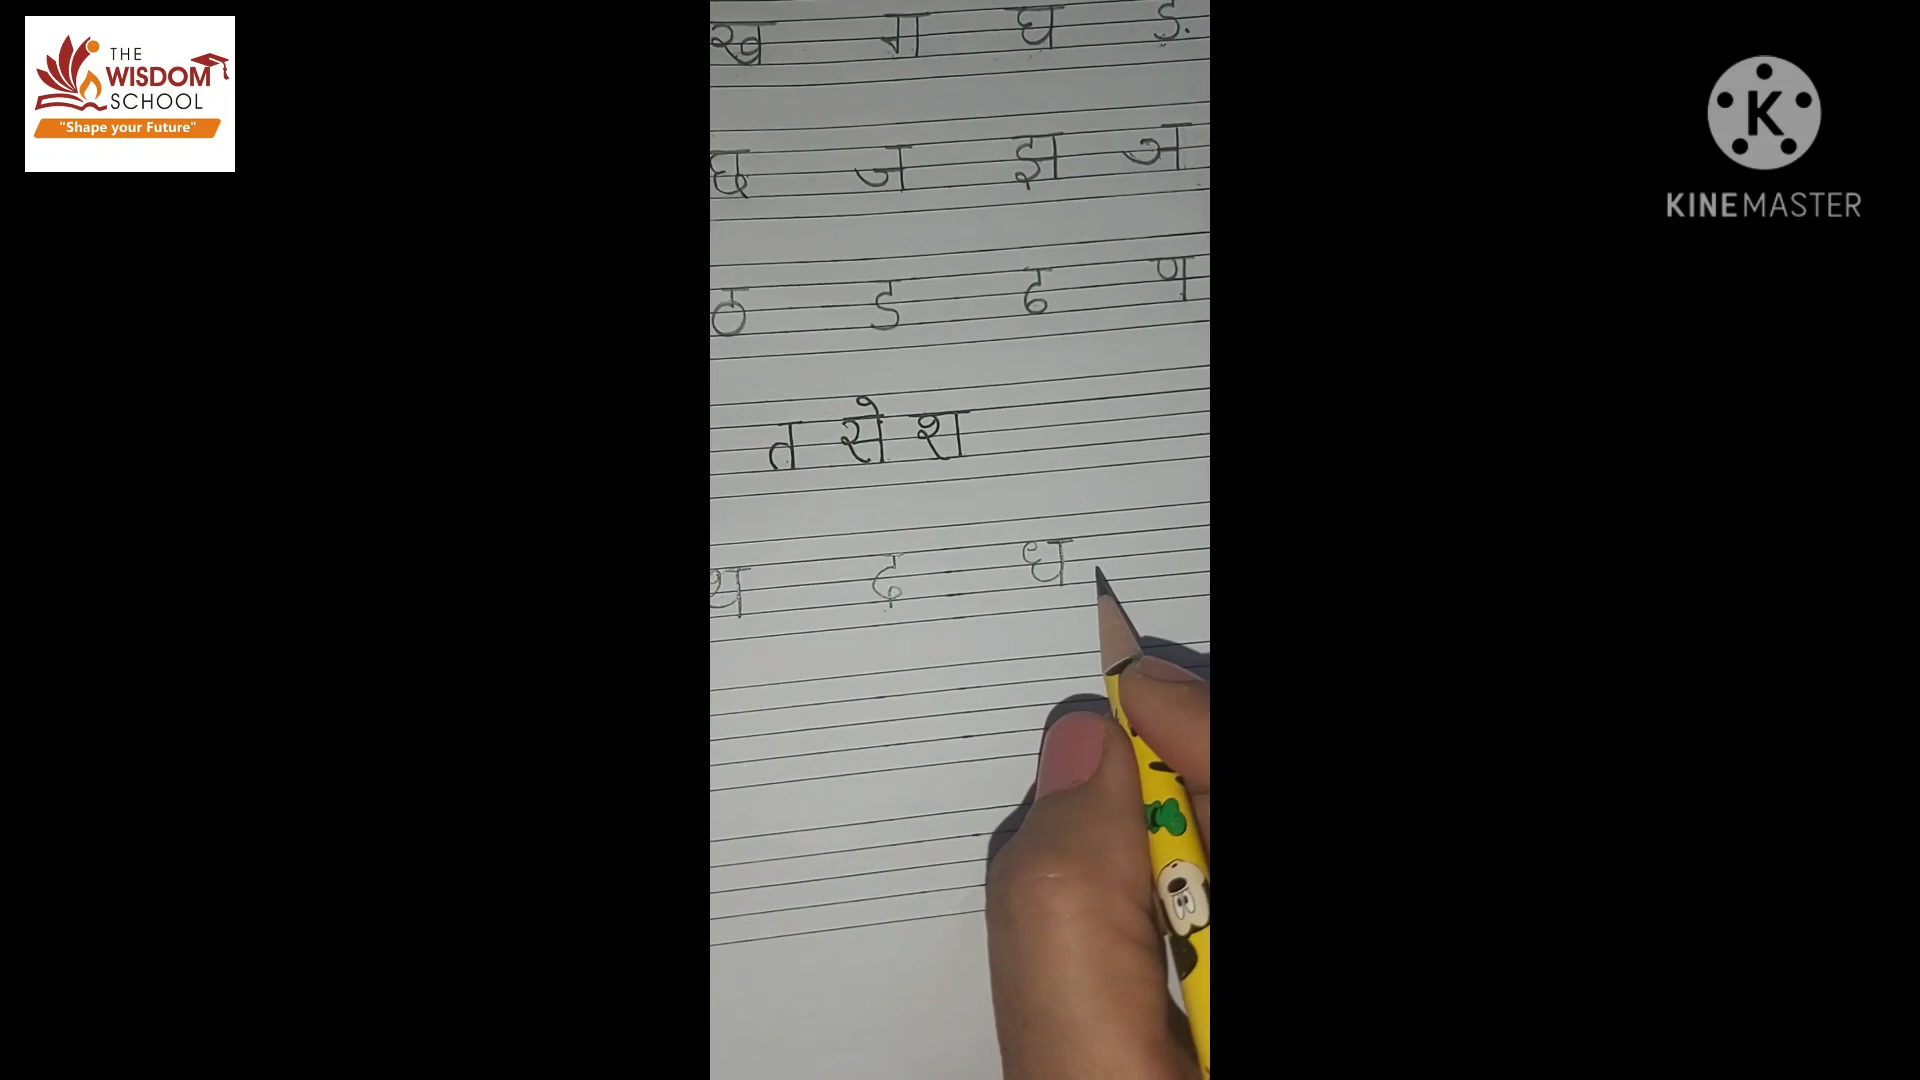 THE
WISDOM
SCHOOL
"Shape your Future"
K
KINEMASTER
ख ग घ ङ
छ ज झ ञ
ठ ड ढ ण
त से श
थ द ध